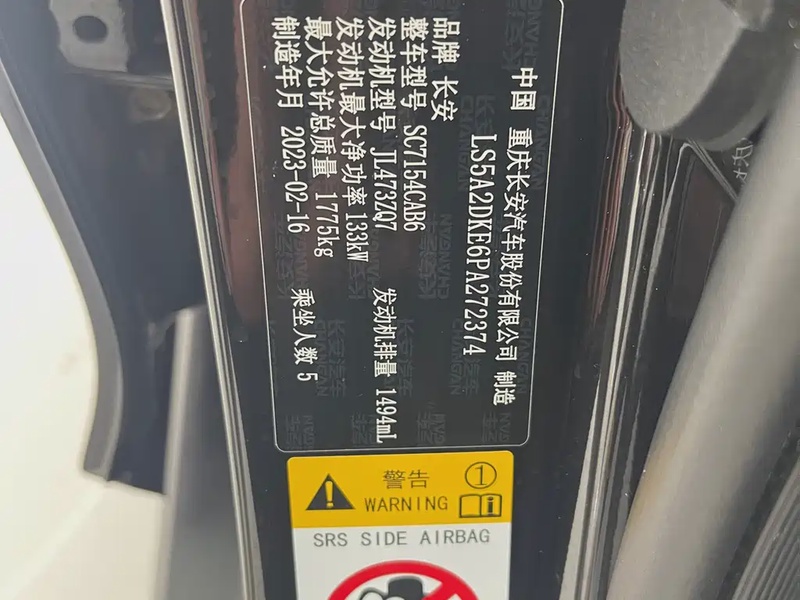 中国 重庆长安汽车股份有限公司 制造
LS5A2DKE6PA272374
品牌 长安
整车型号 SC7154CAB6
发动机型号 JL473ZQ7 发动机排量 1494mL
发动机最大净功率 133kW
最大允许总质量 1775kg
制造年月 2023-02-16 乘坐人数 5
警告 1
WARNING
SRS SIDE AIRBAG